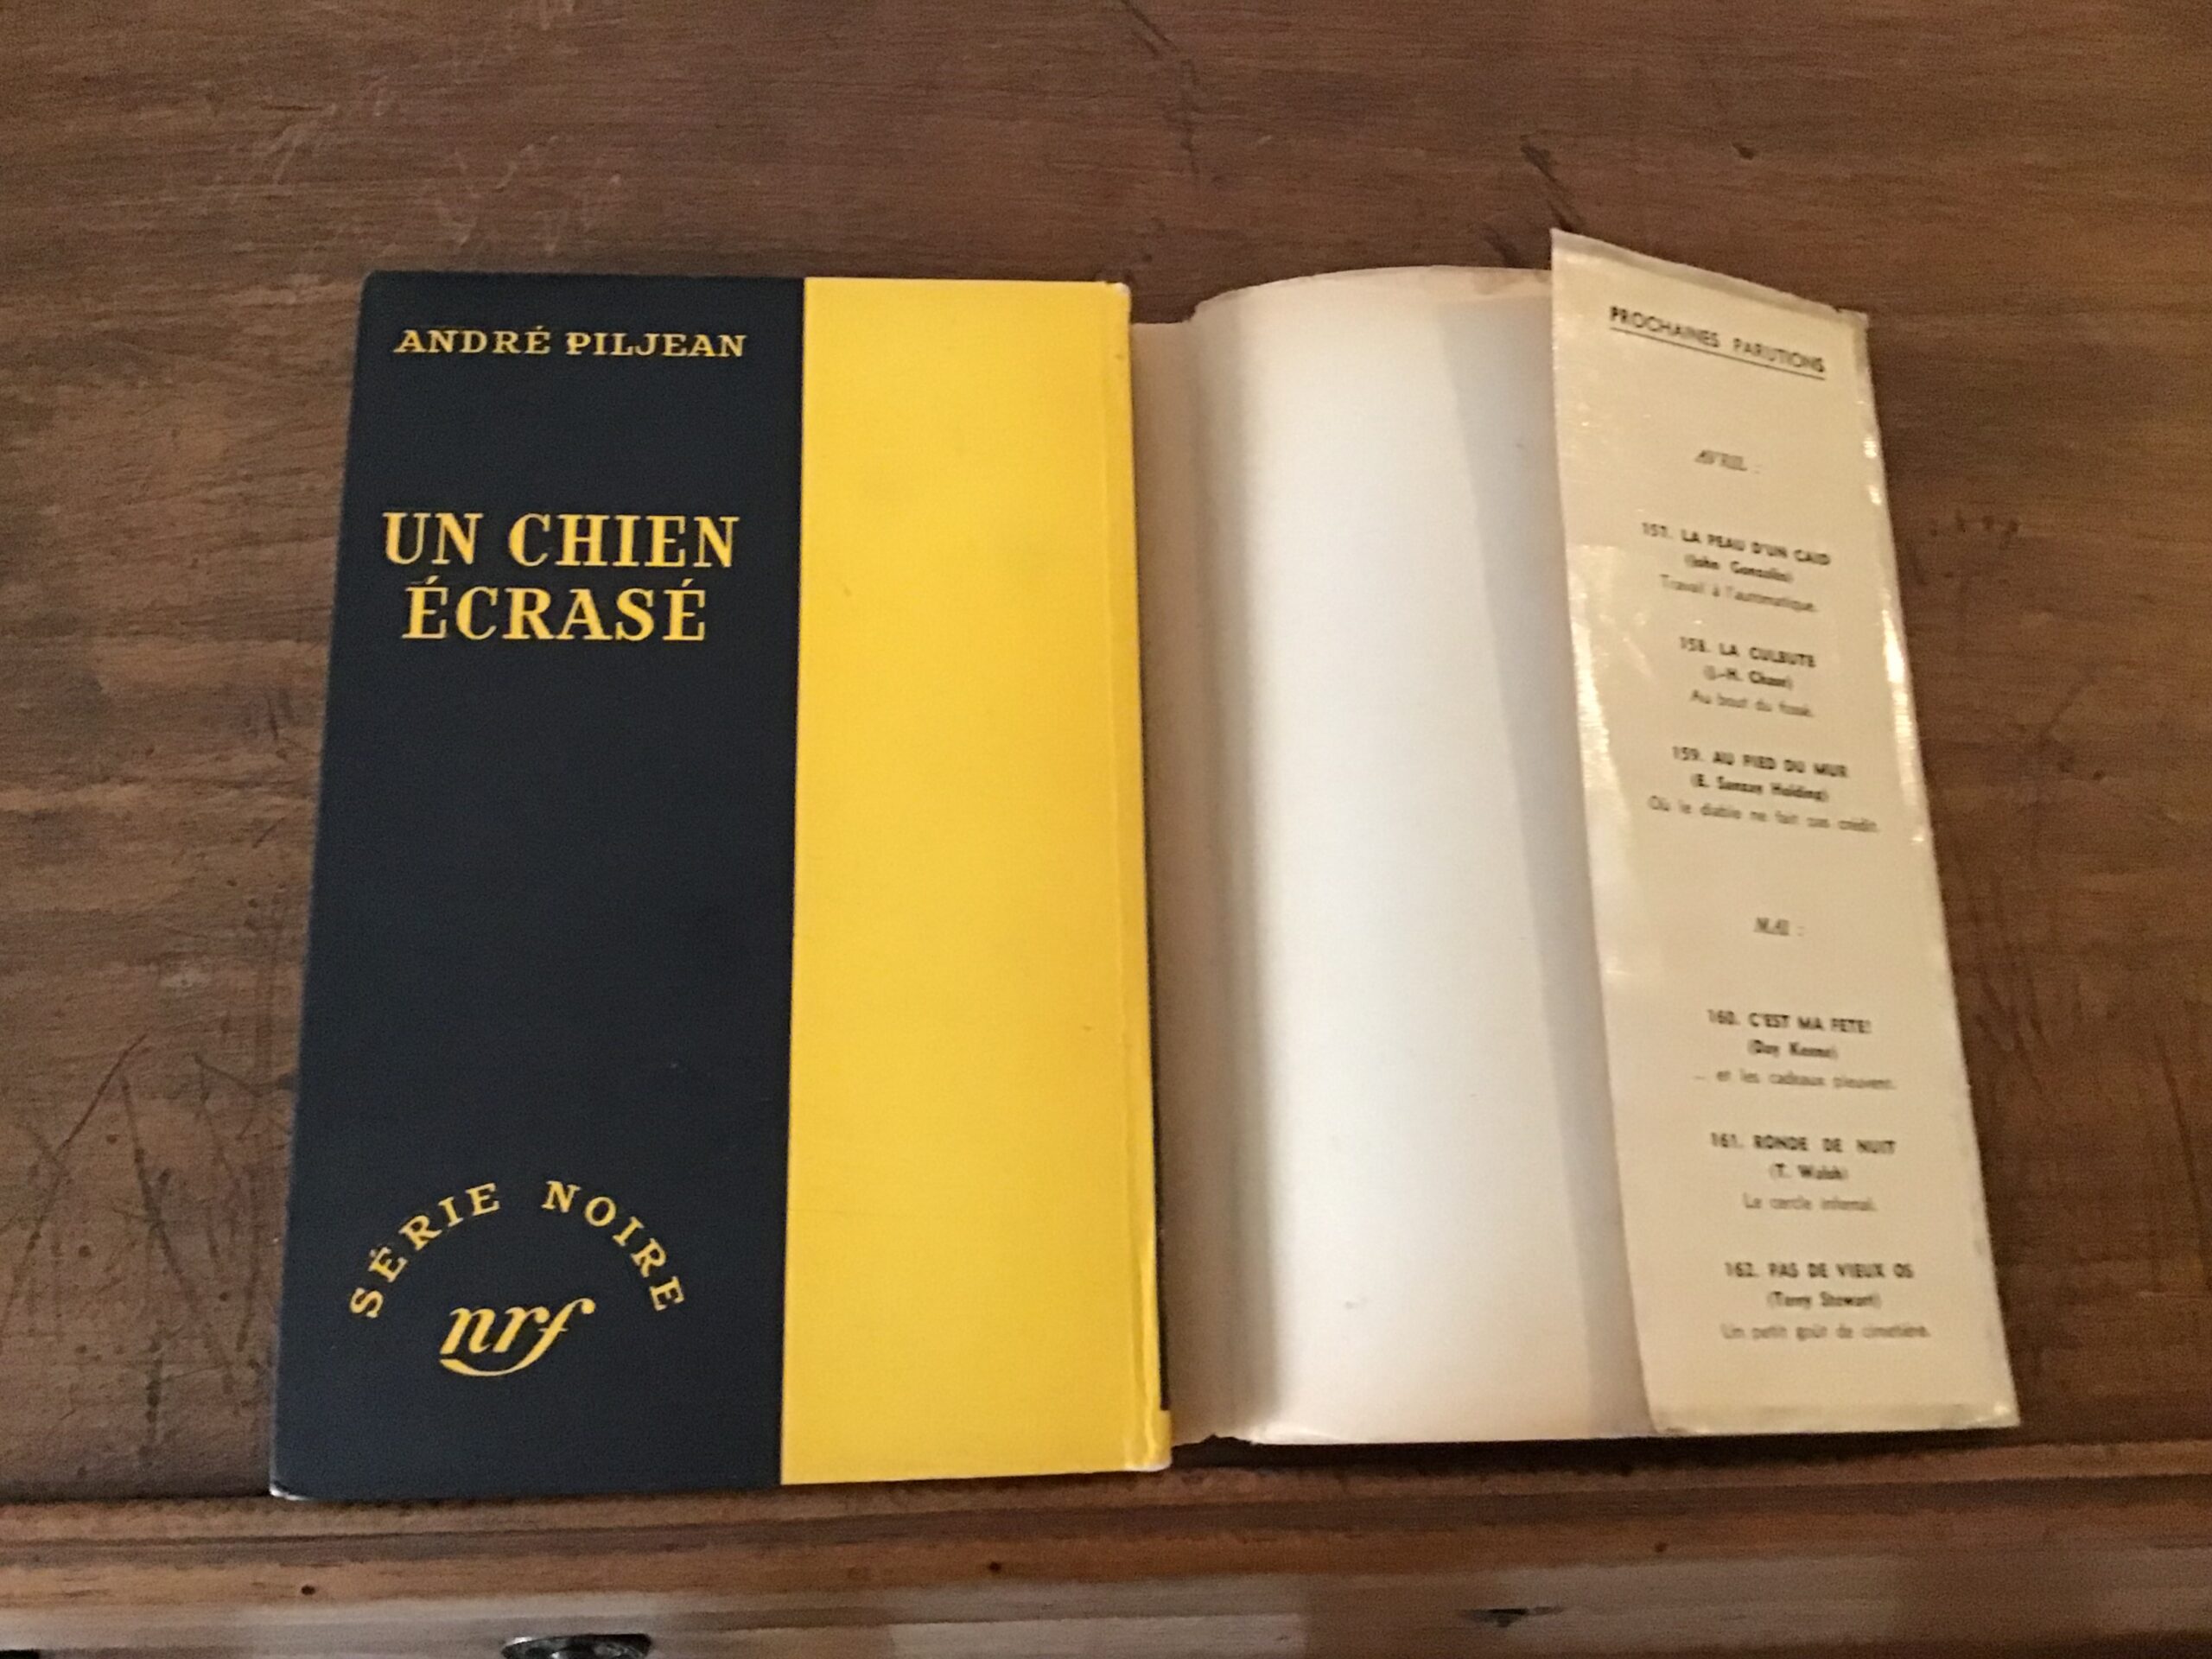 ANDRÉ PILJEAN
UN CHIEN
ÉCRASÉ
SÉRIE NOIRE
nrf
PROCHAINES PARUTIONS
AVRIL :
157. LA PEAU D'UN CAID
(John Gonzalès)
Travail à l'automatique.
158. LA CULBUTE
(J.-H. Chase)
Au bout du fossé.
159. AU PIED DU MUR
(E. Sanxay Holding)
Où le diable ne fait pas crédit.
MAI :
160. C'EST MA FETE!
(Day Keene)
... et les cadeaux pleuvent.
161. RONDE DE NUIT
(T. Walsh)
Le cercle infernal.
162. PAS DE VIEUX OS
(Terry Stewart)
Un petit goût de cimetière.